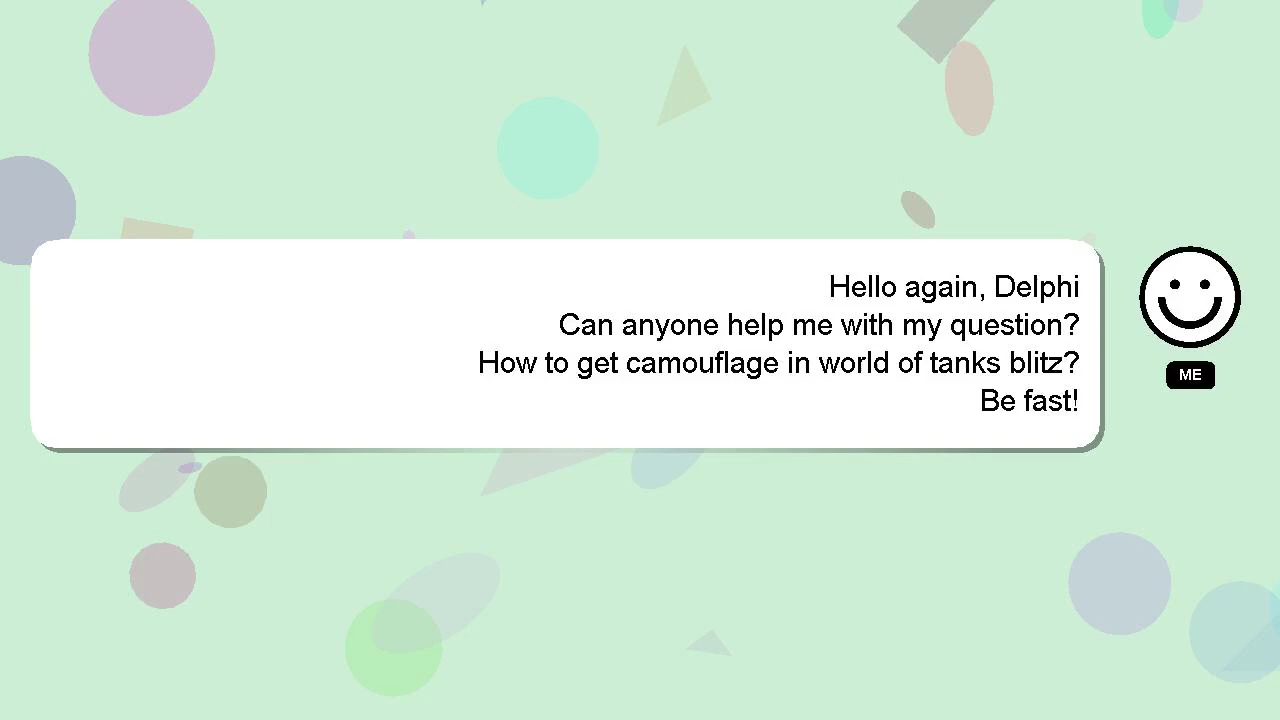 Hello again, Delphi
Can anyone help me with my question?
How to get camouflage in world of tanks blitz?
Be fast!
ME